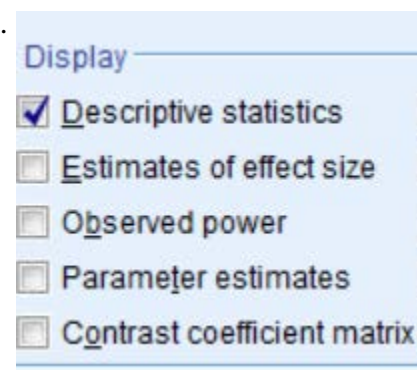 .
Display
Descriptive statistics
Estimates of effect size
Observed power
Parameter estimates
Contrast coefficient matrix